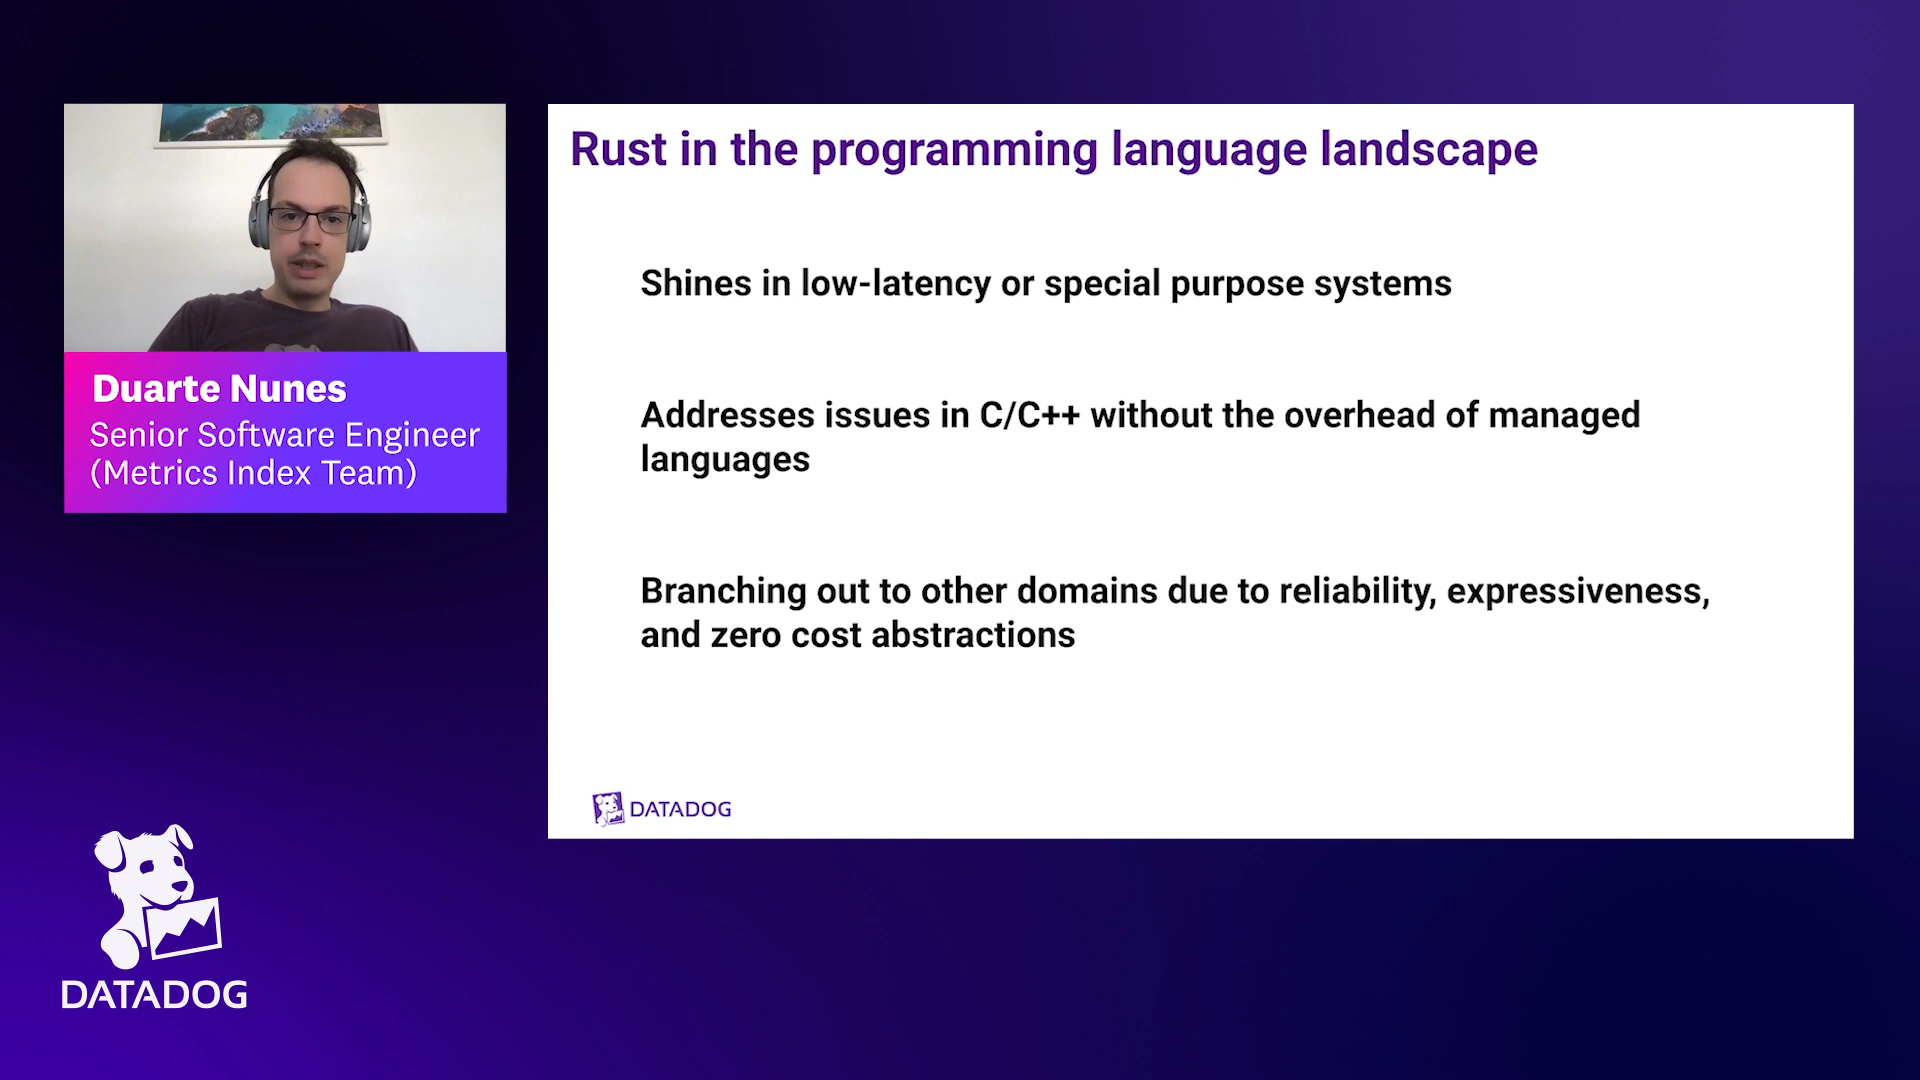 Duarte Nunes
Senior Software Engineer
(Metrics Index Team)
DATADOG
Rust in the programming language landscape
Shines in low-latency or special purpose systems
Addresses issues in C/C++ without the overhead of managed
languages
Branching out to other domains due to reliability, expressiveness,
and zero cost abstractions
DATADOG